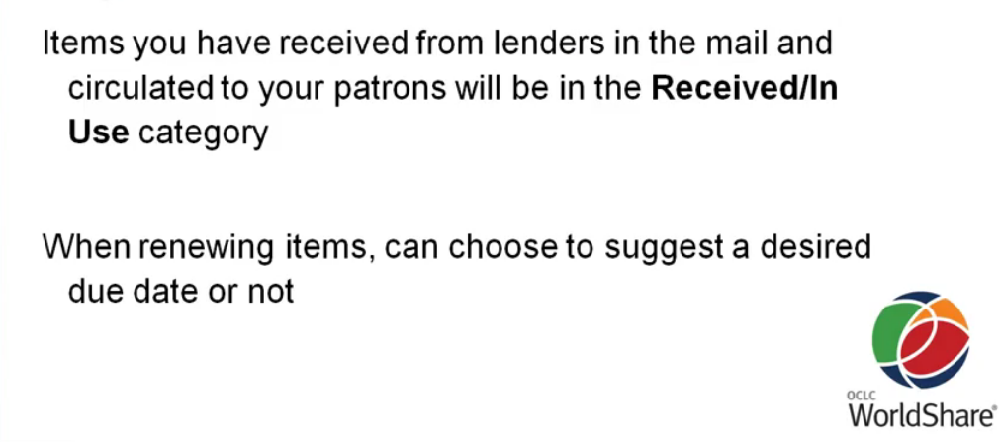 Items you have received from lenders in the mail and
circulated to your patrons will be in the Received/In
Use category
When renewing items, can choose to suggest a desired
due date or not
OCLC
WorldShare®